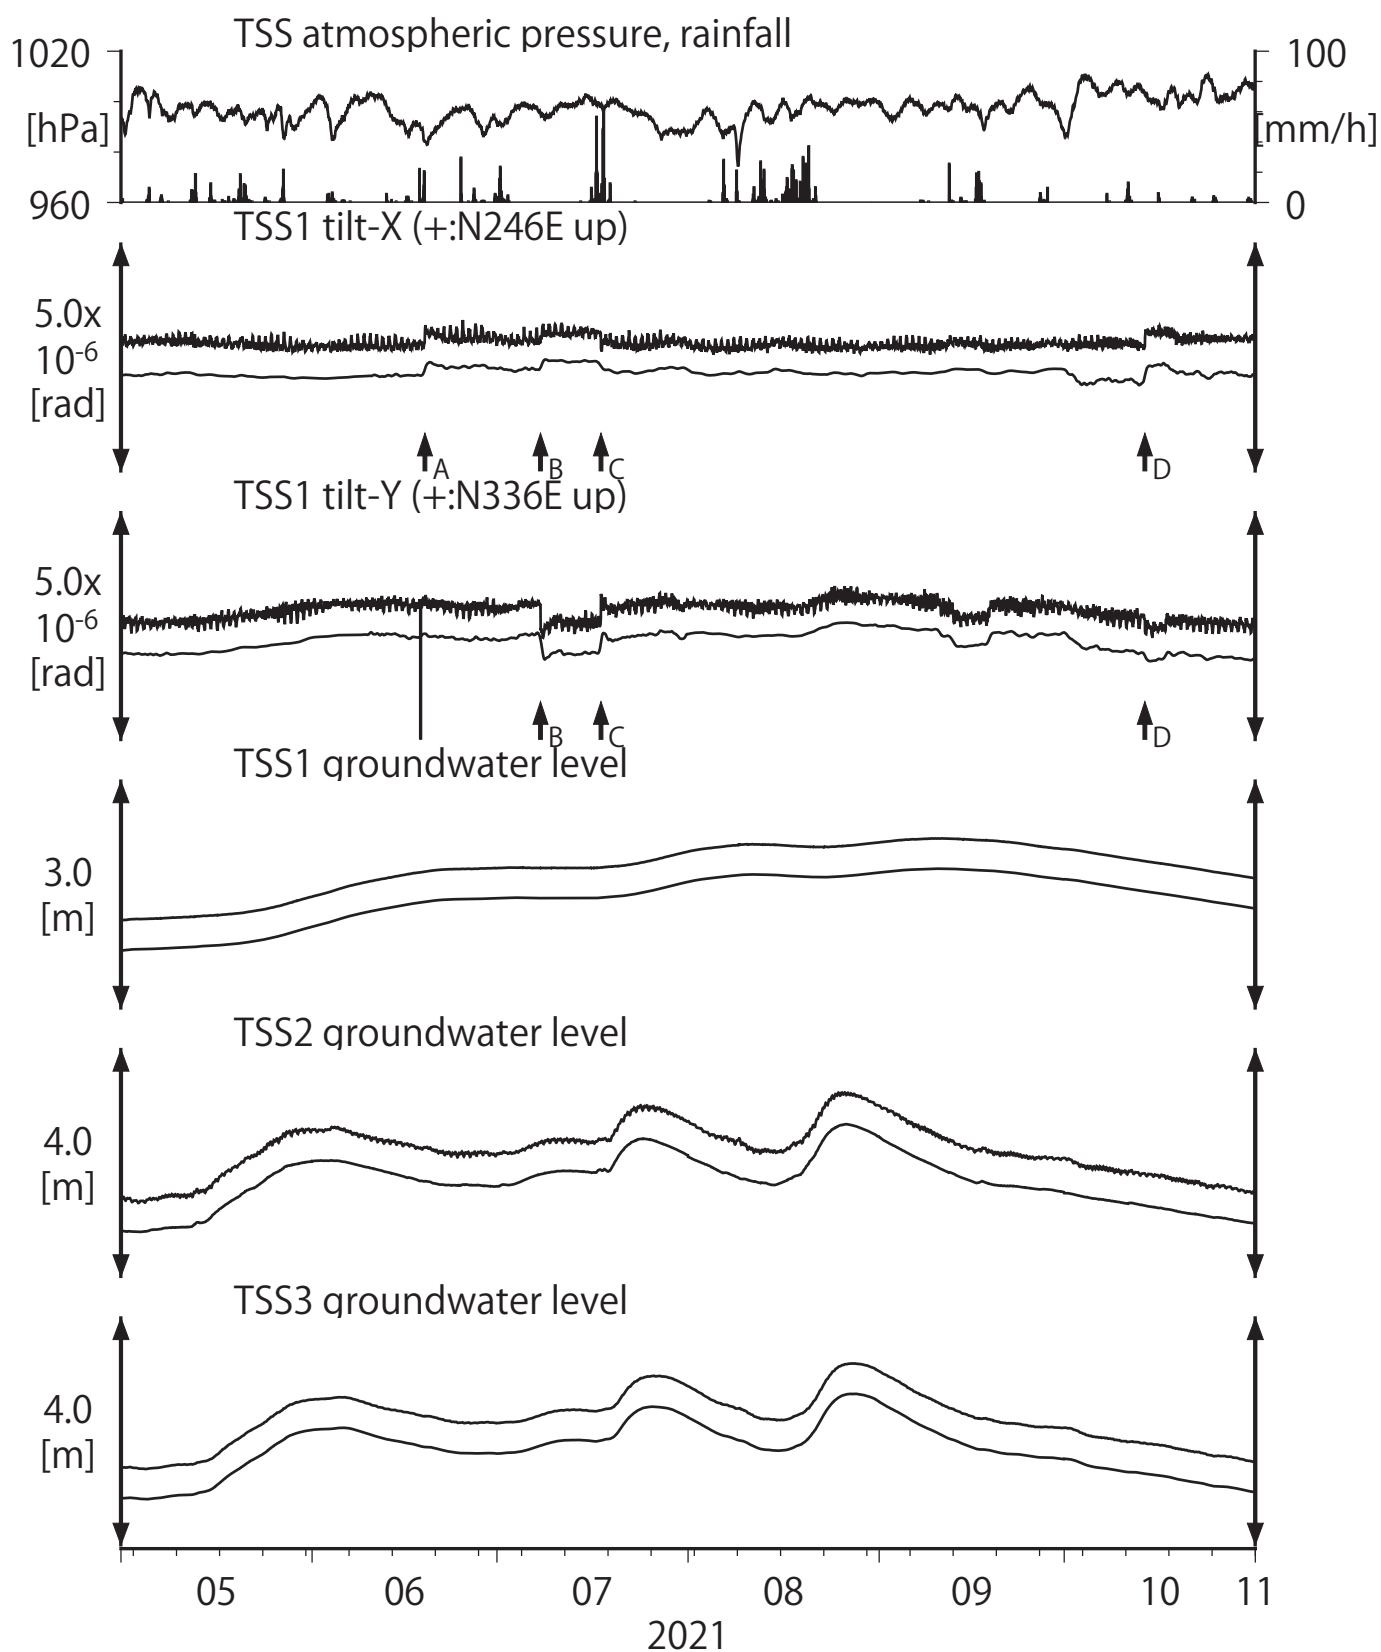 TSS atmospheric pressure, rainfall
1020
100
[hPa]
[mm/h]
960
0
TSS1 tilt-X (+:N246E up)
5.0x
10⁻⁶
[rad]
A
B
C
D
TSS1 tilt-Y (+:N336E up)
5.0x
10⁻⁶
[rad]
B
C
D
TSS1 groundwater level
3.0
[m]
TSS2 groundwater level
4.0
[m]
TSS3 groundwater level
4.0
[m]
05 06 07 08 09 10 11
2021